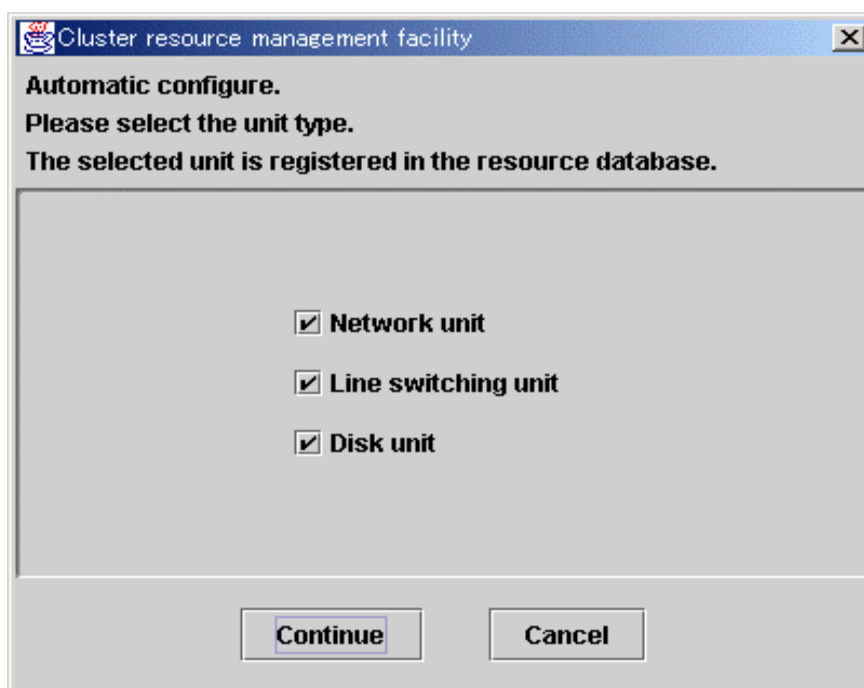 Cluster resource management facility
Automatic configure.
Please select the unit type.
The selected unit is registered in the resource database.
Network unit
Line switching unit
Disk unit
Continue
Cancel